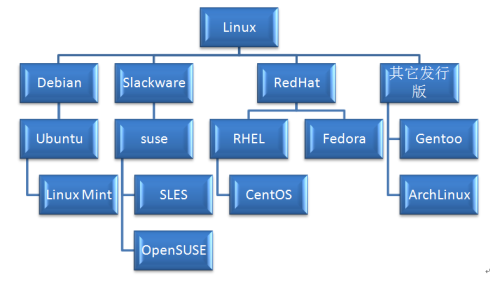 Linux
Debian
Slackware
RedHat
其它发行
版
Ubuntu
suse
RHEL
Fedora
Gentoo
Linux Mint
SLES
CentOS
ArchLinux
OpenSUSE